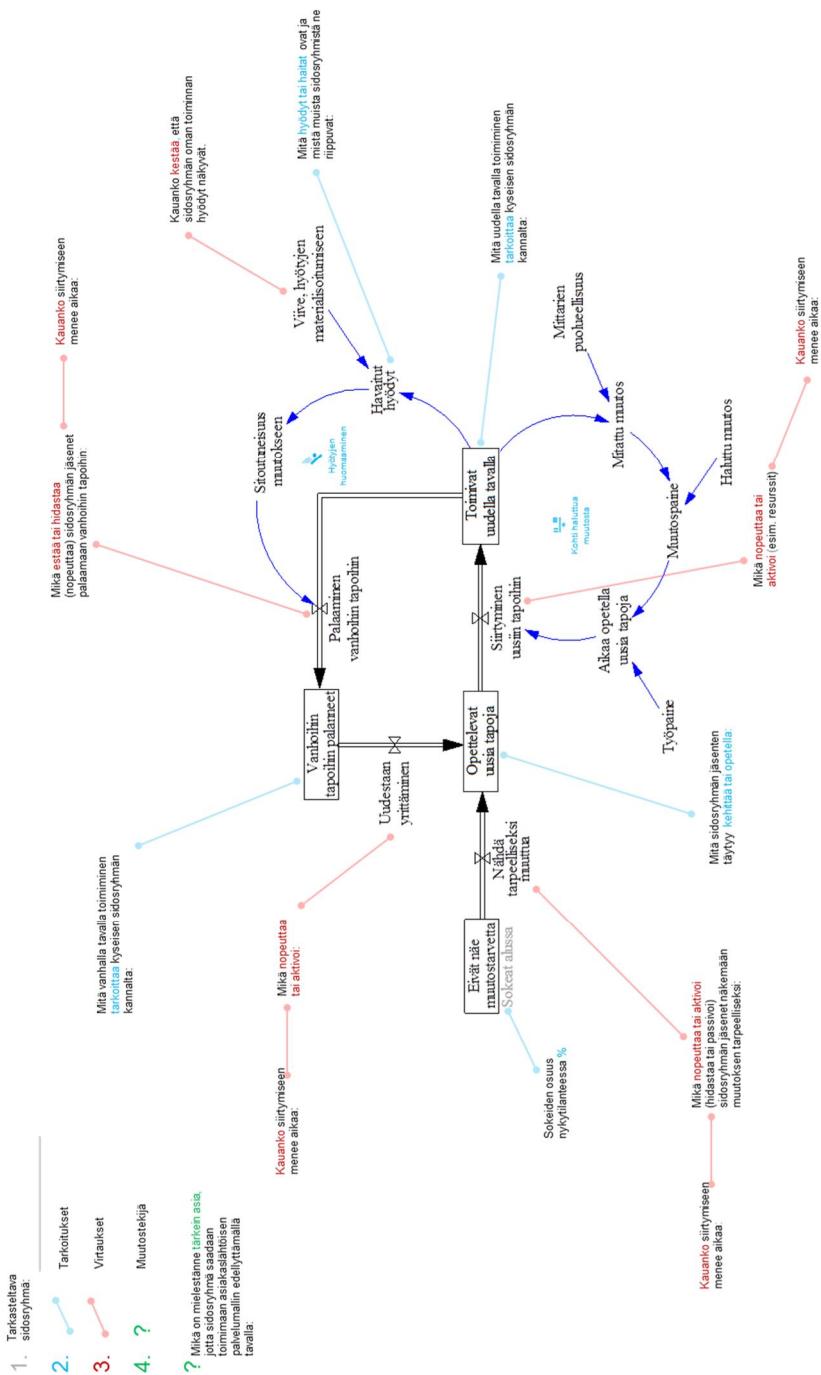 1. Tarkasteltava
sidosryhmä:
2. Tarkoitukset
3. Virtaukset
4. ? Muutostekijä
? Mikä on mielestänne tärkein asia,
jotta sidosryhmä saadaan
toimimaan asiakaslähtöisen
palvelumallin edellyttämällä
tavalla:
Mitä vanhalla tavalla toimiminen
tarkoittaa kyseisen sidosryhmän
kannalta:
Mikä estää tai hidastaa
(nopeuttaa) sidosryhmän jäsenet
palaamaan vanhoihin tapoihin:
Kauanko siirtymiseen
menee aikaa:
Kauanko kestää, että
sidosryhmän oman toiminnan
hyödyt näkyvät.
Mitä hyödyt tai haitat ovat ja
mistä muista sidosryhmistä ne
riippuvat:
Viive, hyötyjen
materialisoitumiseen
Sitoutuneisuus
muutokseen
Havaitut
hyödyt
Hyötyjen
huomaaminen
Palaaminen
vanhoihin tapoihin
Vanhoihin
tapoihin palanneet
Kauanko siirtymiseen
menee aikaa:
Mikä nopeuttaa
tai aktivoi:
Uudestaan
yrittäminen
Mitä uudella tavalla toimiminen
tarkoittaa kyseisen sidosryhmän
kannalta:
Eivät näe
muutostarvetta
Sokeat alussa
Nähdä
tarpeelliseksi
muuttua
Opettelevat
uusia tapoja
Siirtyminen
uusiin tapoihin
Toimivat
uudella tavalla
Kohti haluttua
muutosta
Mittarien
puolueellisuus
Mitattu muutos
Muutospaine
Haluttu muutos
Aikaa opetella
uusia tapoja
Työpaine
Sokeiden osuus
nykytilanteessa %
Mikä nopeuttaa tai aktivoi
(hidastaa tai passivoi)
sidosryhmän jäsenet näkemään
muutoksen tarpeelliseksi:
Kauanko siirtymiseen
menee aikaa:
Mitä sidosryhmän jäsenten
täytyy kehittää tai opetella:
Mikä nopeuttaa tai
aktivoi (esim. resurssit)
Kauanko siirtymiseen
menee aikaa: